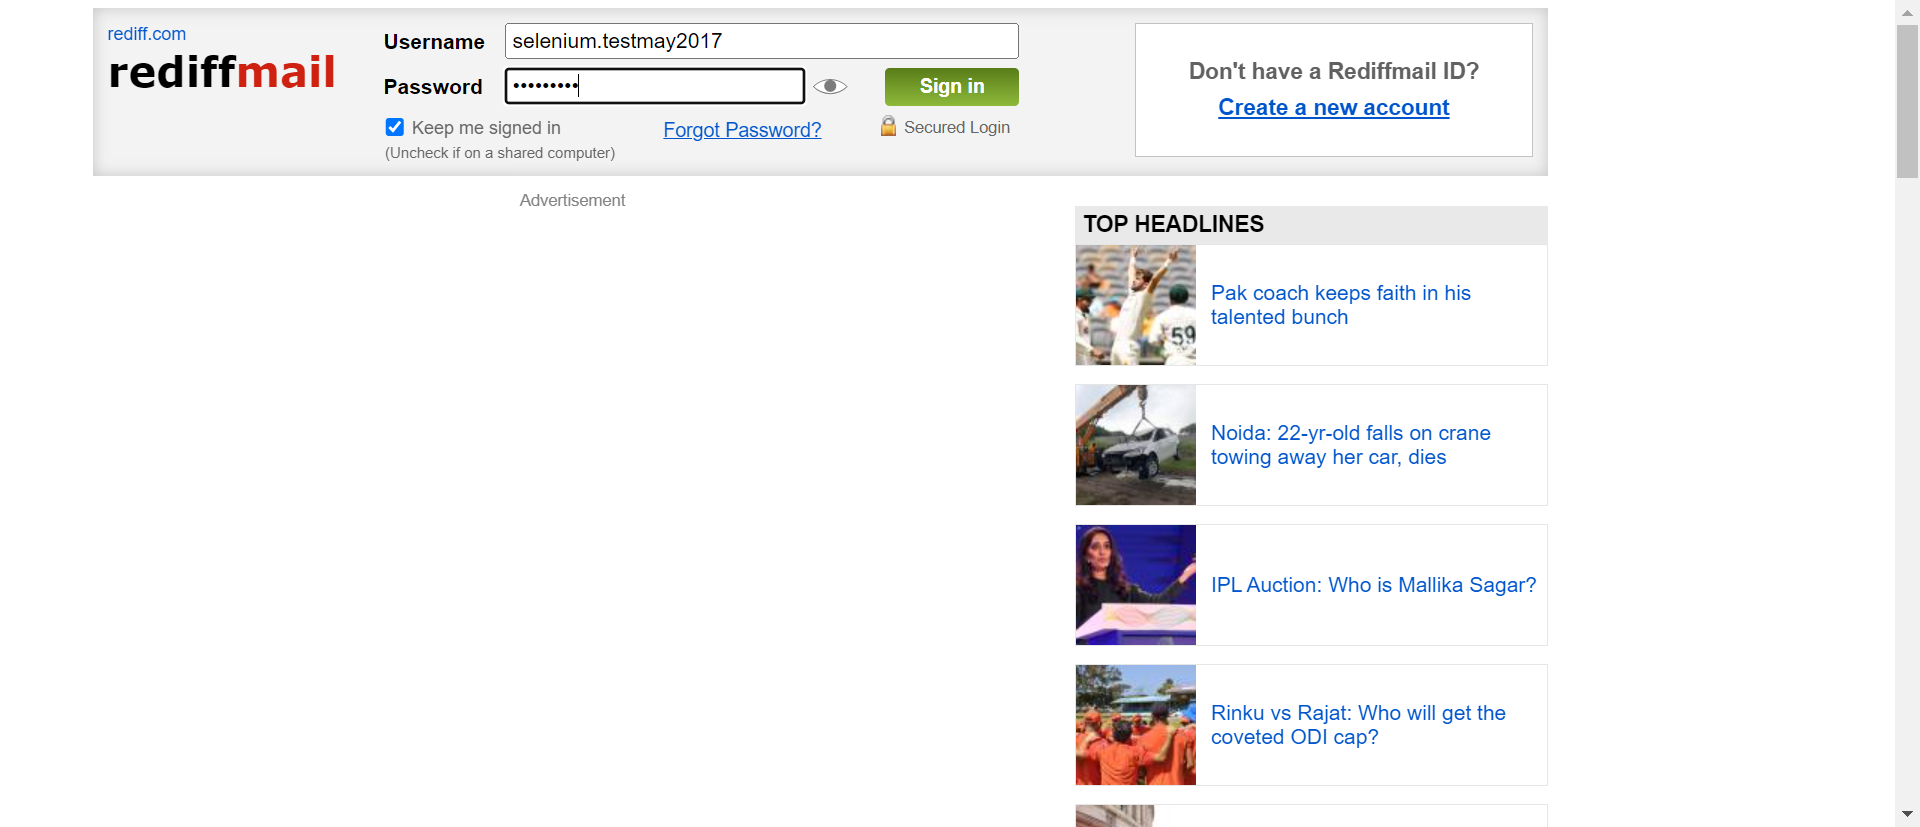 rediff.com
rediffmail
Username
selenium.testmay2017
Password
•••••••••
Sign in
Keep me signed in
(Uncheck if on a shared computer)
Forgot Password?
Secured Login
Don't have a Rediffmail ID?
Create a new account
Advertisement
TOP HEADLINES
59
Pak coach keeps faith in his
talented bunch
Noida: 22-yr-old falls on crane
towing away her car, dies
IPL Auction: Who is Mallika Sagar?
Rinku vs Rajat: Who will get the
coveted ODI cap?